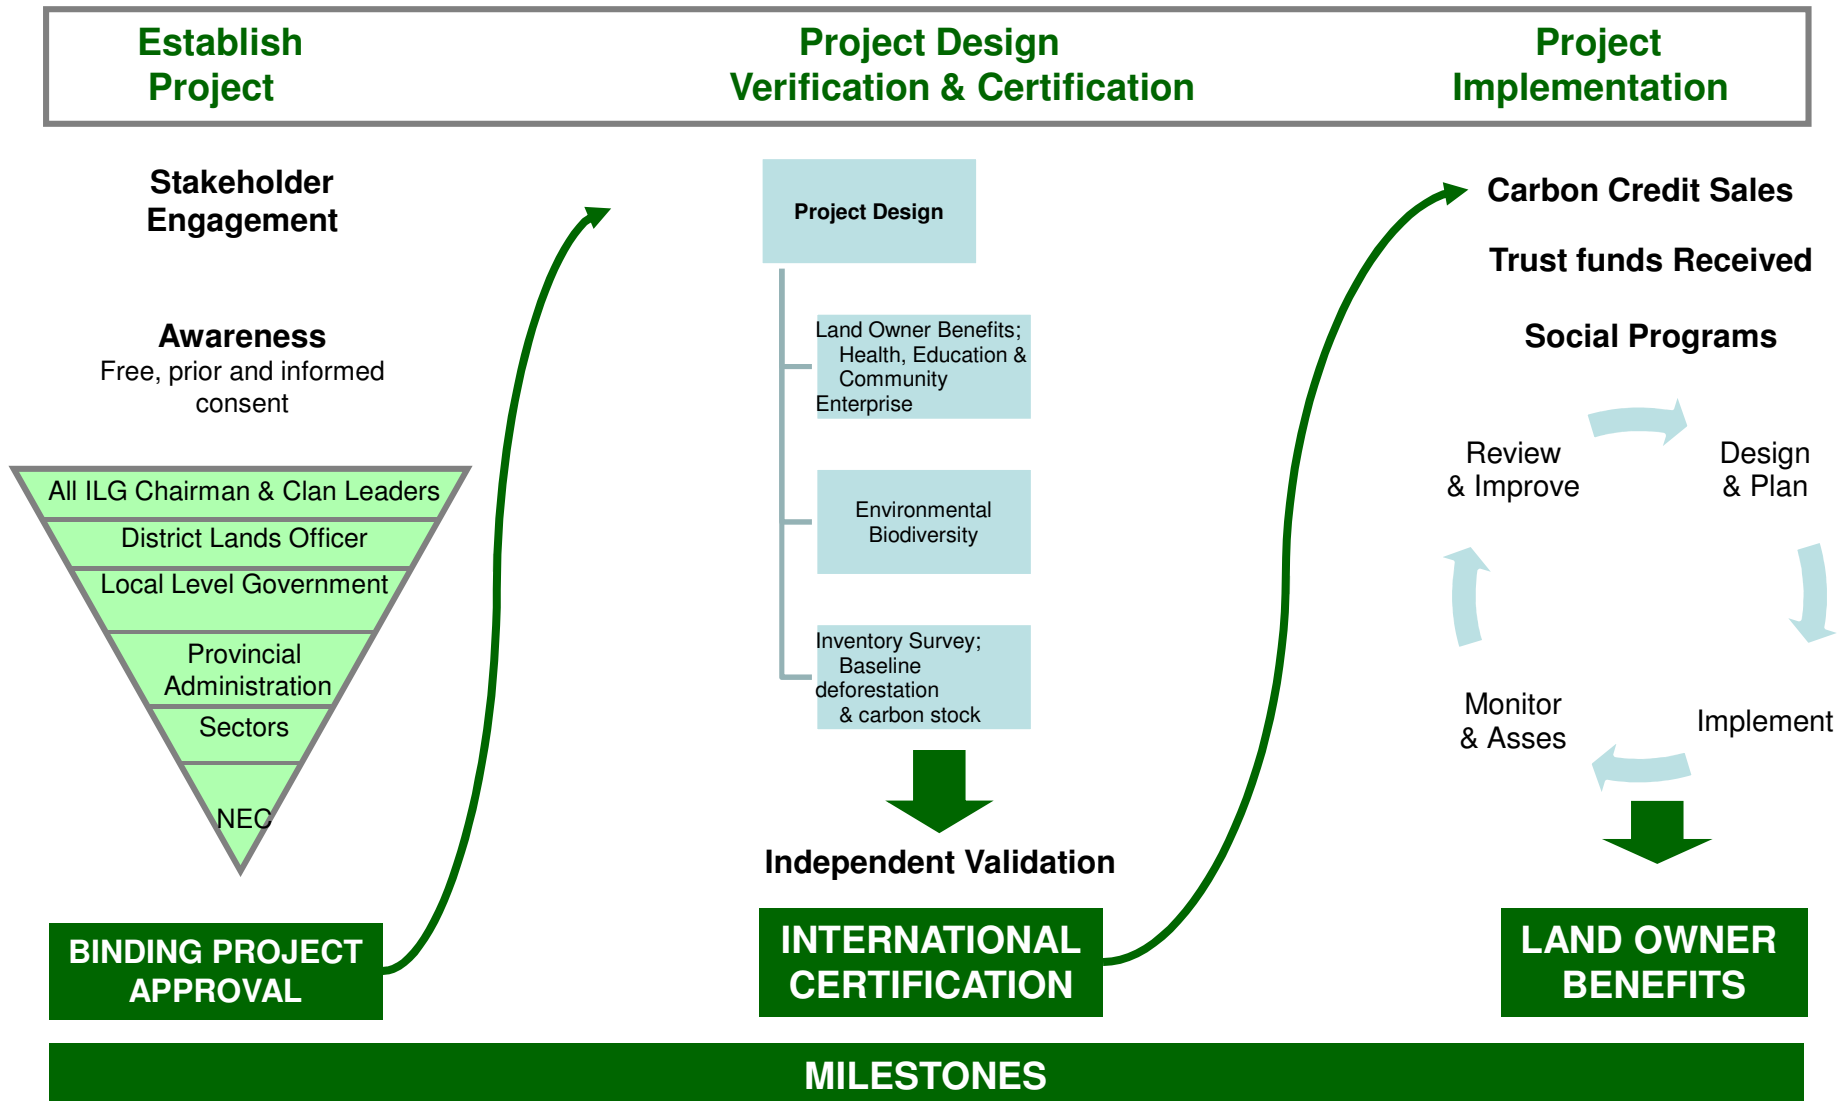 Establish
Project
Project Design
Verification & Certification
Project
Implementation
Stakeholder
Engagement
Awareness
Free, prior and informed
consent
All ILG Chairman & Clan Leaders
District Lands Officer
Local Level Government
Provincial
Administration
Sectors
NEC
BINDING PROJECT
APPROVAL
Project Design
Land Owner Benefits;
Health, Education &
Community
Enterprise
Environmental
Biodiversity
Inventory Survey;
Baseline
deforestation
& carbon stock
Independent Validation
INTERNATIONAL
CERTIFICATION
Carbon Credit Sales
Trust funds Received
Social Programs
Review
& Improve
Design
& Plan
Monitor
& Asses
Implement
LAND OWNER
BENEFITS
MILESTONES